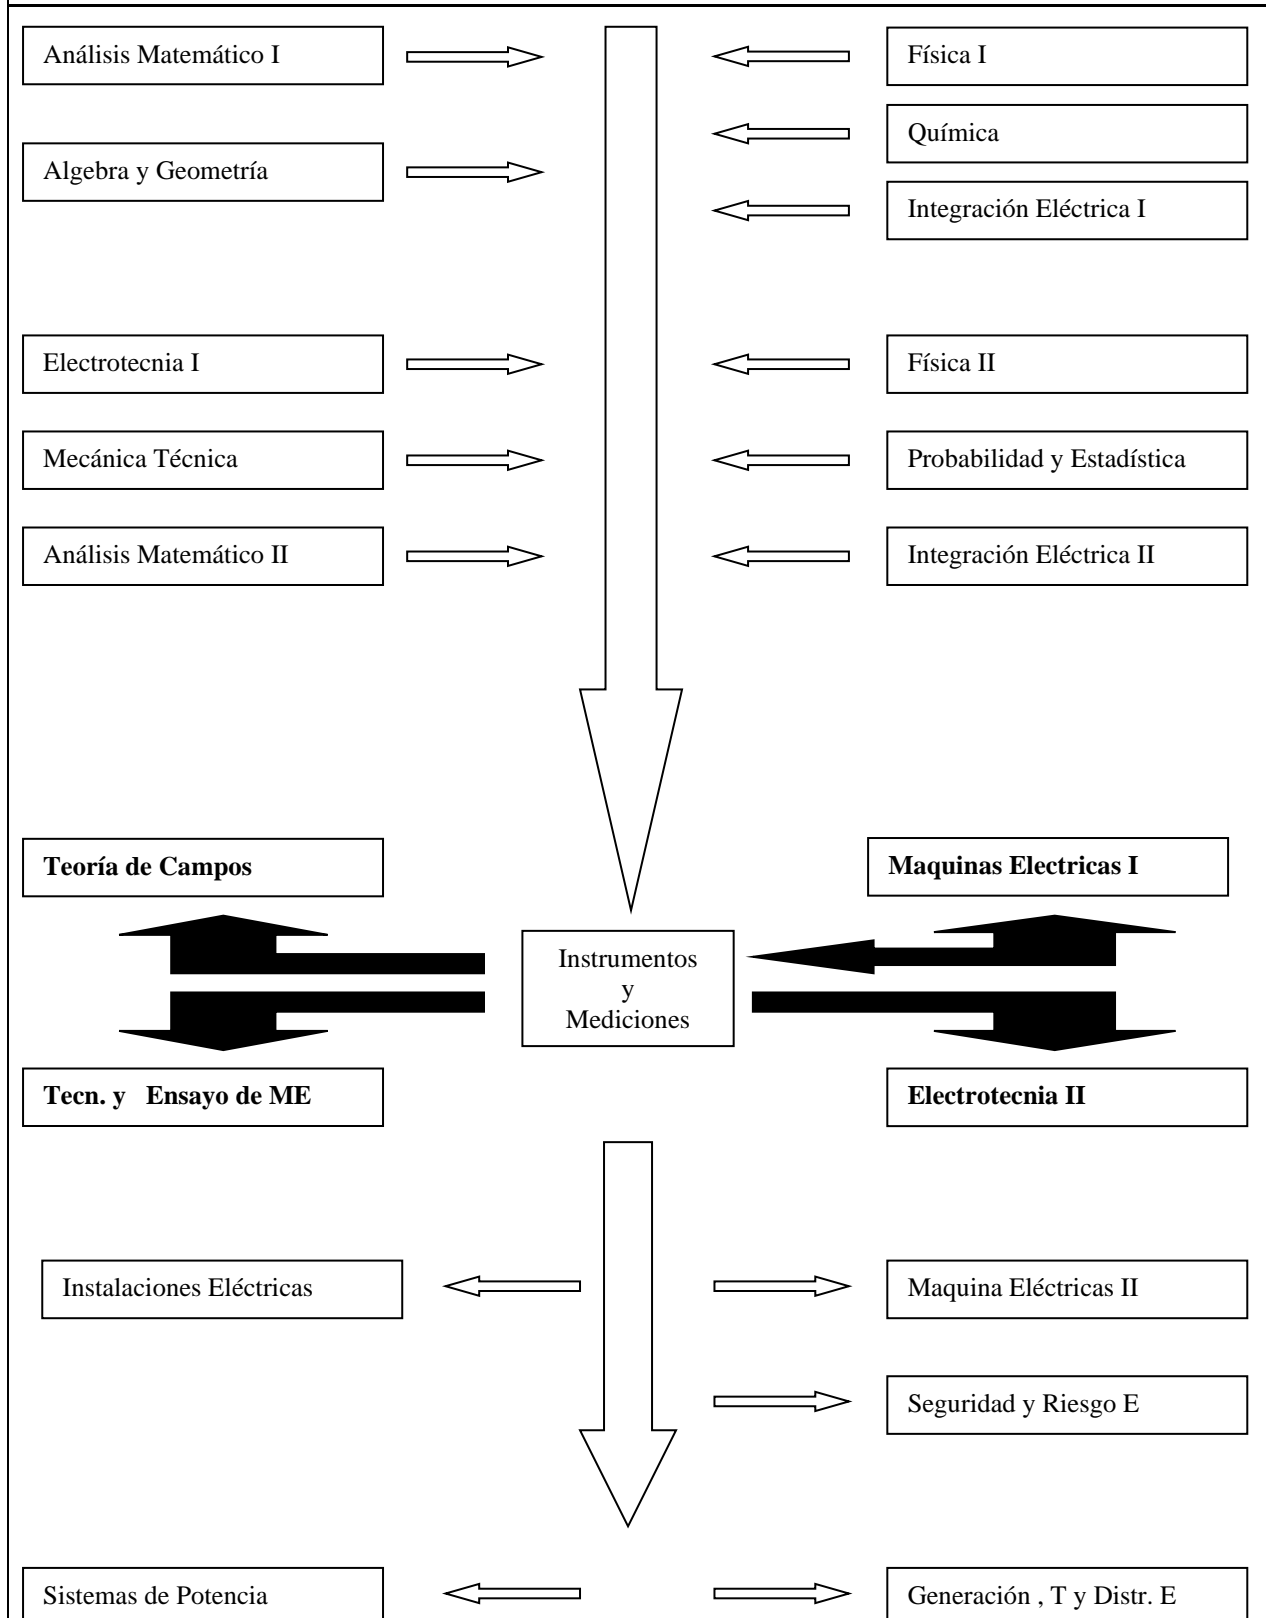 Análisis Matemático I
Física I
Química
Algebra y Geometría
Integración Eléctrica I
Electrotecnia I
Física II
Mecánica Técnica
Probabilidad y Estadística
Análisis Matemático II
Integración Eléctrica II
Teoría de Campos
Maquinas Electricas I
Instrumentos
y
Mediciones
Tecn. y Ensayo de ME
Electrotecnia II
Instalaciones Eléctricas
Maquina Eléctricas II
Seguridad y Riesgo E
Sistemas de Potencia
Generación , T y Distr. E